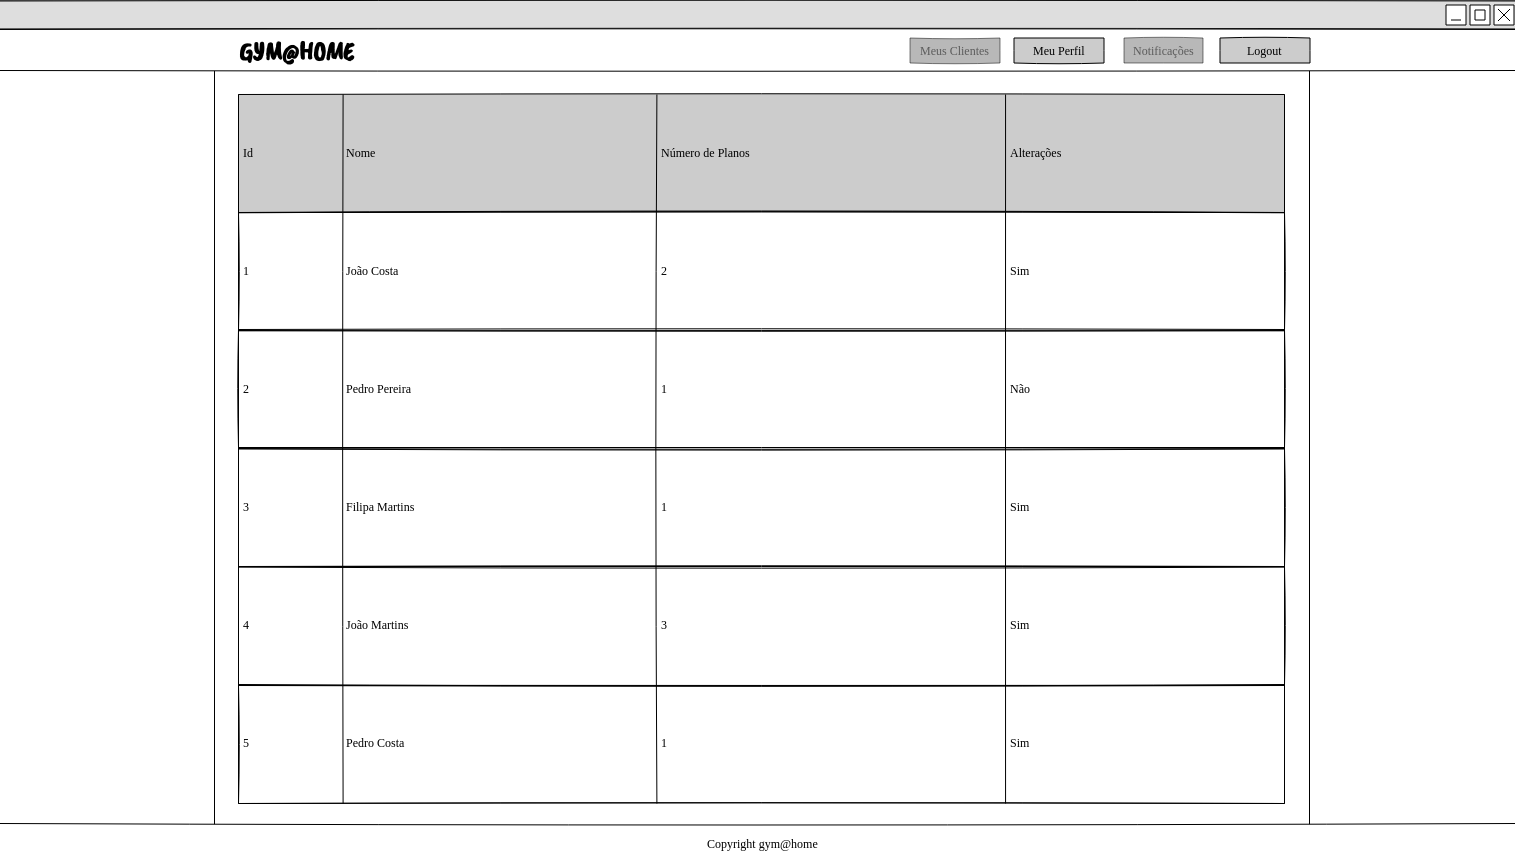 GYM@HOME Meus Clientes Meu Perfil Notificações Logout
Id Nome Número de Planos Alterações
1 João Costa 2 Sim
2 Pedro Pereira 1 Não
3 Filipa Martins 1 Sim
4 João Martins 3 Sim
5 Pedro Costa 1 Sim
Copyright gym@home